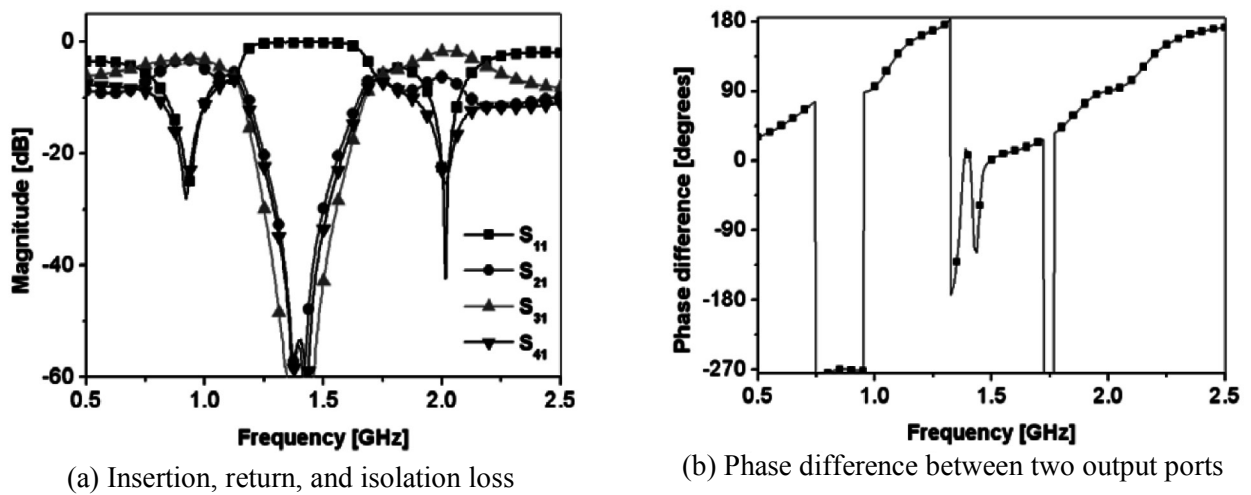 0
-20
-40
-60
Magnitude [dB]
S11
S21
S31
S41
0.5 1.0 1.5 2.0 2.5
Frequency [GHz]
(a) Insertion, return, and isolation loss
180
90
0
-90
-180
-270
Phase difference [degrees]
0.5 1.0 1.5 2.0 2.5
Frequency [GHz]
(b) Phase difference between two output ports